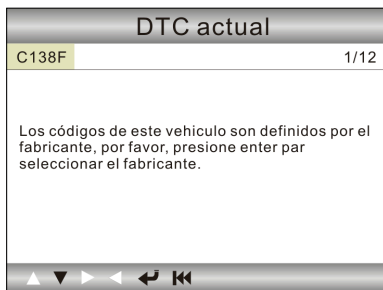 DTC actual
C138F 1/12
Los códigos de este vehiculo son definidos por el
fabricante, por favor, presione enter par
seleccionar el fabricante.